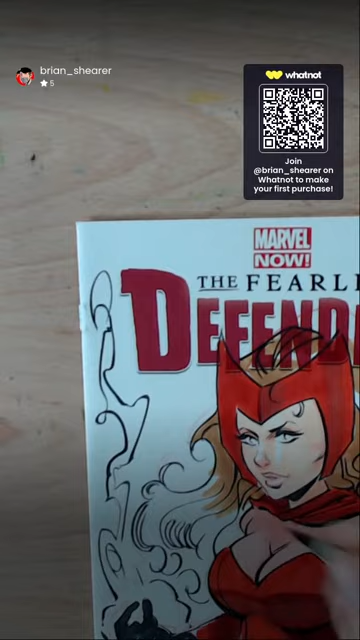 brian_shearer
5
whatnot
Join
@brian_shearer on
Whatnot to make
your first purchase!
MARVEL
NOW!
THE FEARL
DEFEND